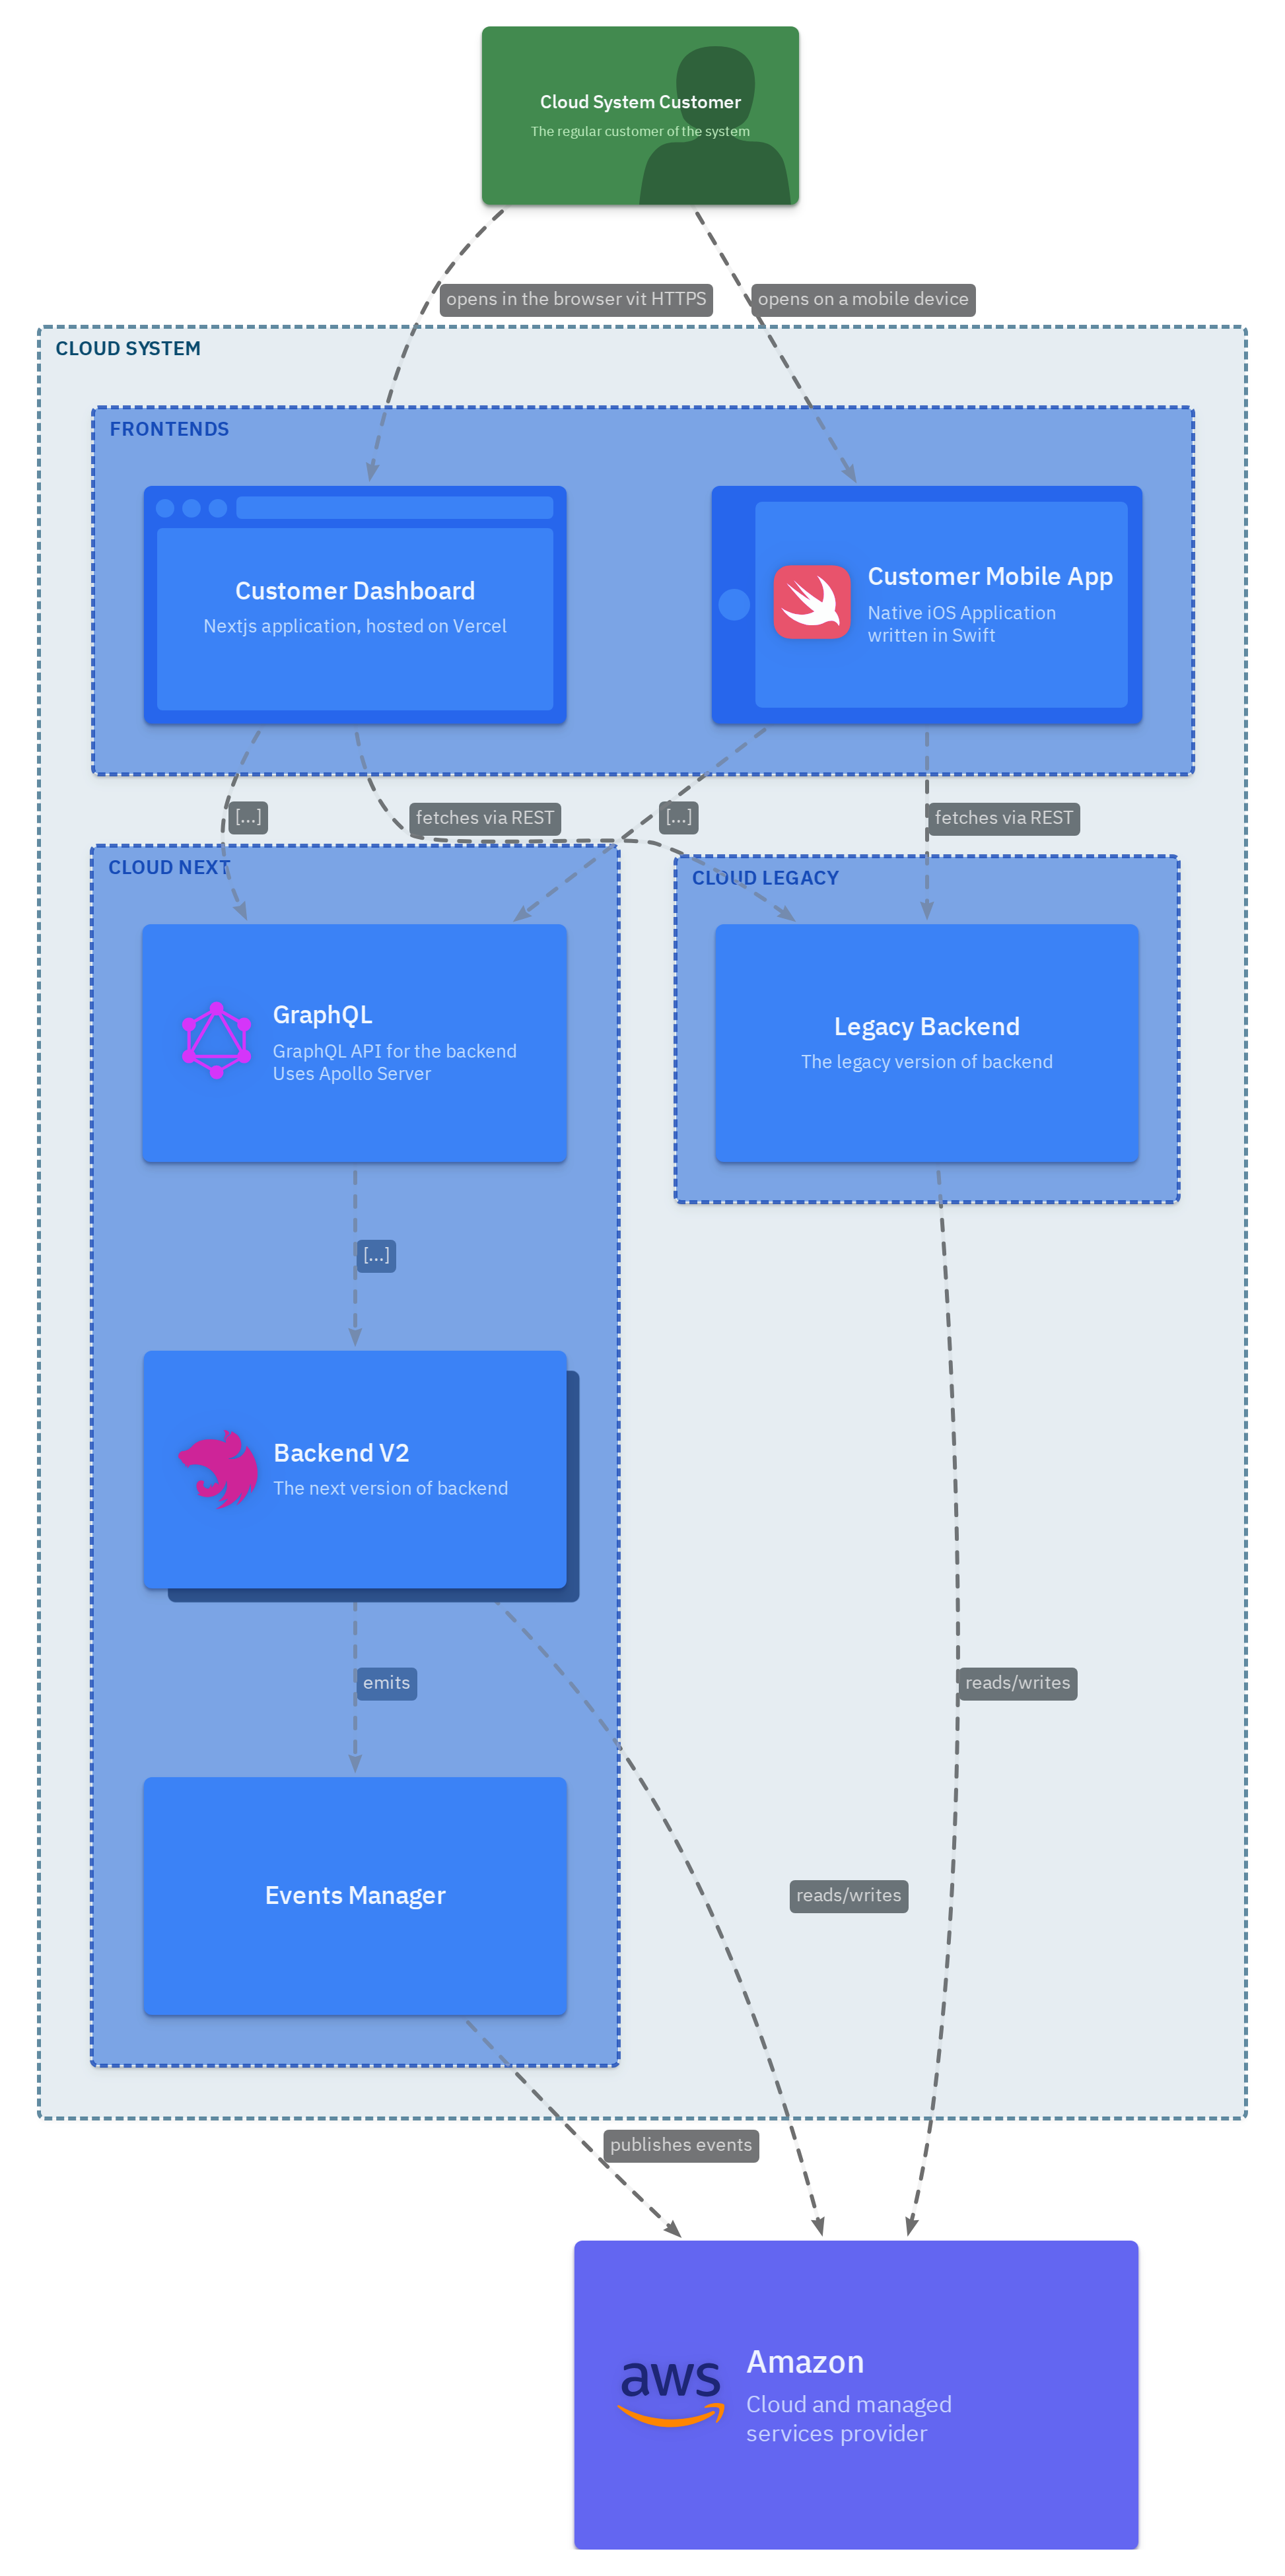 Cloud System Customer
The regular customer of the system
opens in the browser vit HTTPS
opens on a mobile device
CLOUD SYSTEM
FRONTENDS
Customer Dashboard
Nextjs application, hosted on Vercel
Customer Mobile App
Native iOS Application
written in Swift
[...]
fetches via REST
[...]
fetches via REST
CLOUD NEXT
CLOUD LEGACY
GraphQL
GraphQL API for the backend
Uses Apollo Server
Legacy Backend
The legacy version of backend
[...]
Backend V2
The next version of backend
emits
reads/writes
Events Manager
reads/writes
publishes events
aws
Amazon
Cloud and managed
services provider